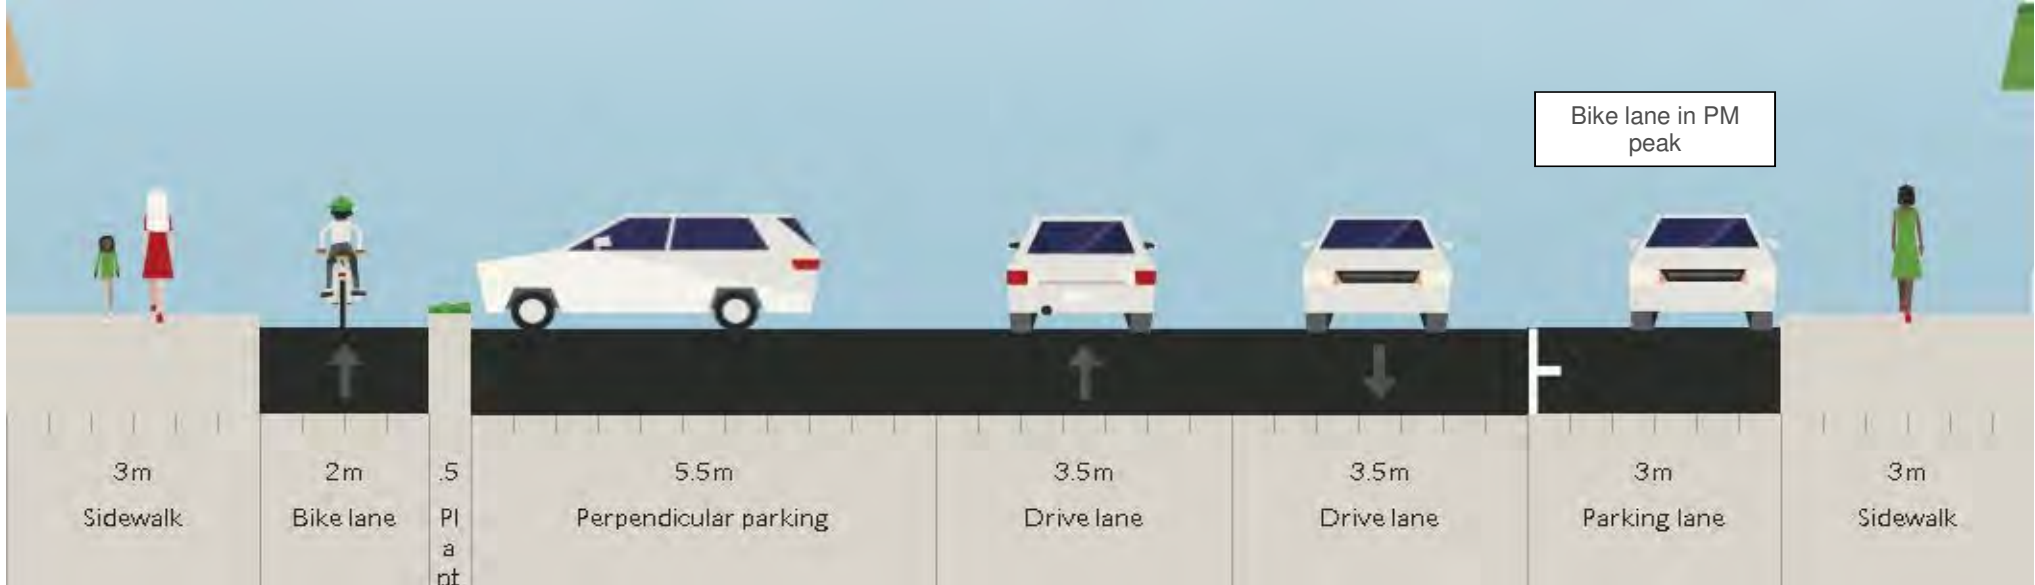 Bike lane in PM
peak
3m
2m
.5
5.5m
3.5m
3.5m
3m
3m
Sidewalk
Bike lane
Pl
a
nt
Perpendicular parking
Drive lane
Drive lane
Parking lane
Sidewalk